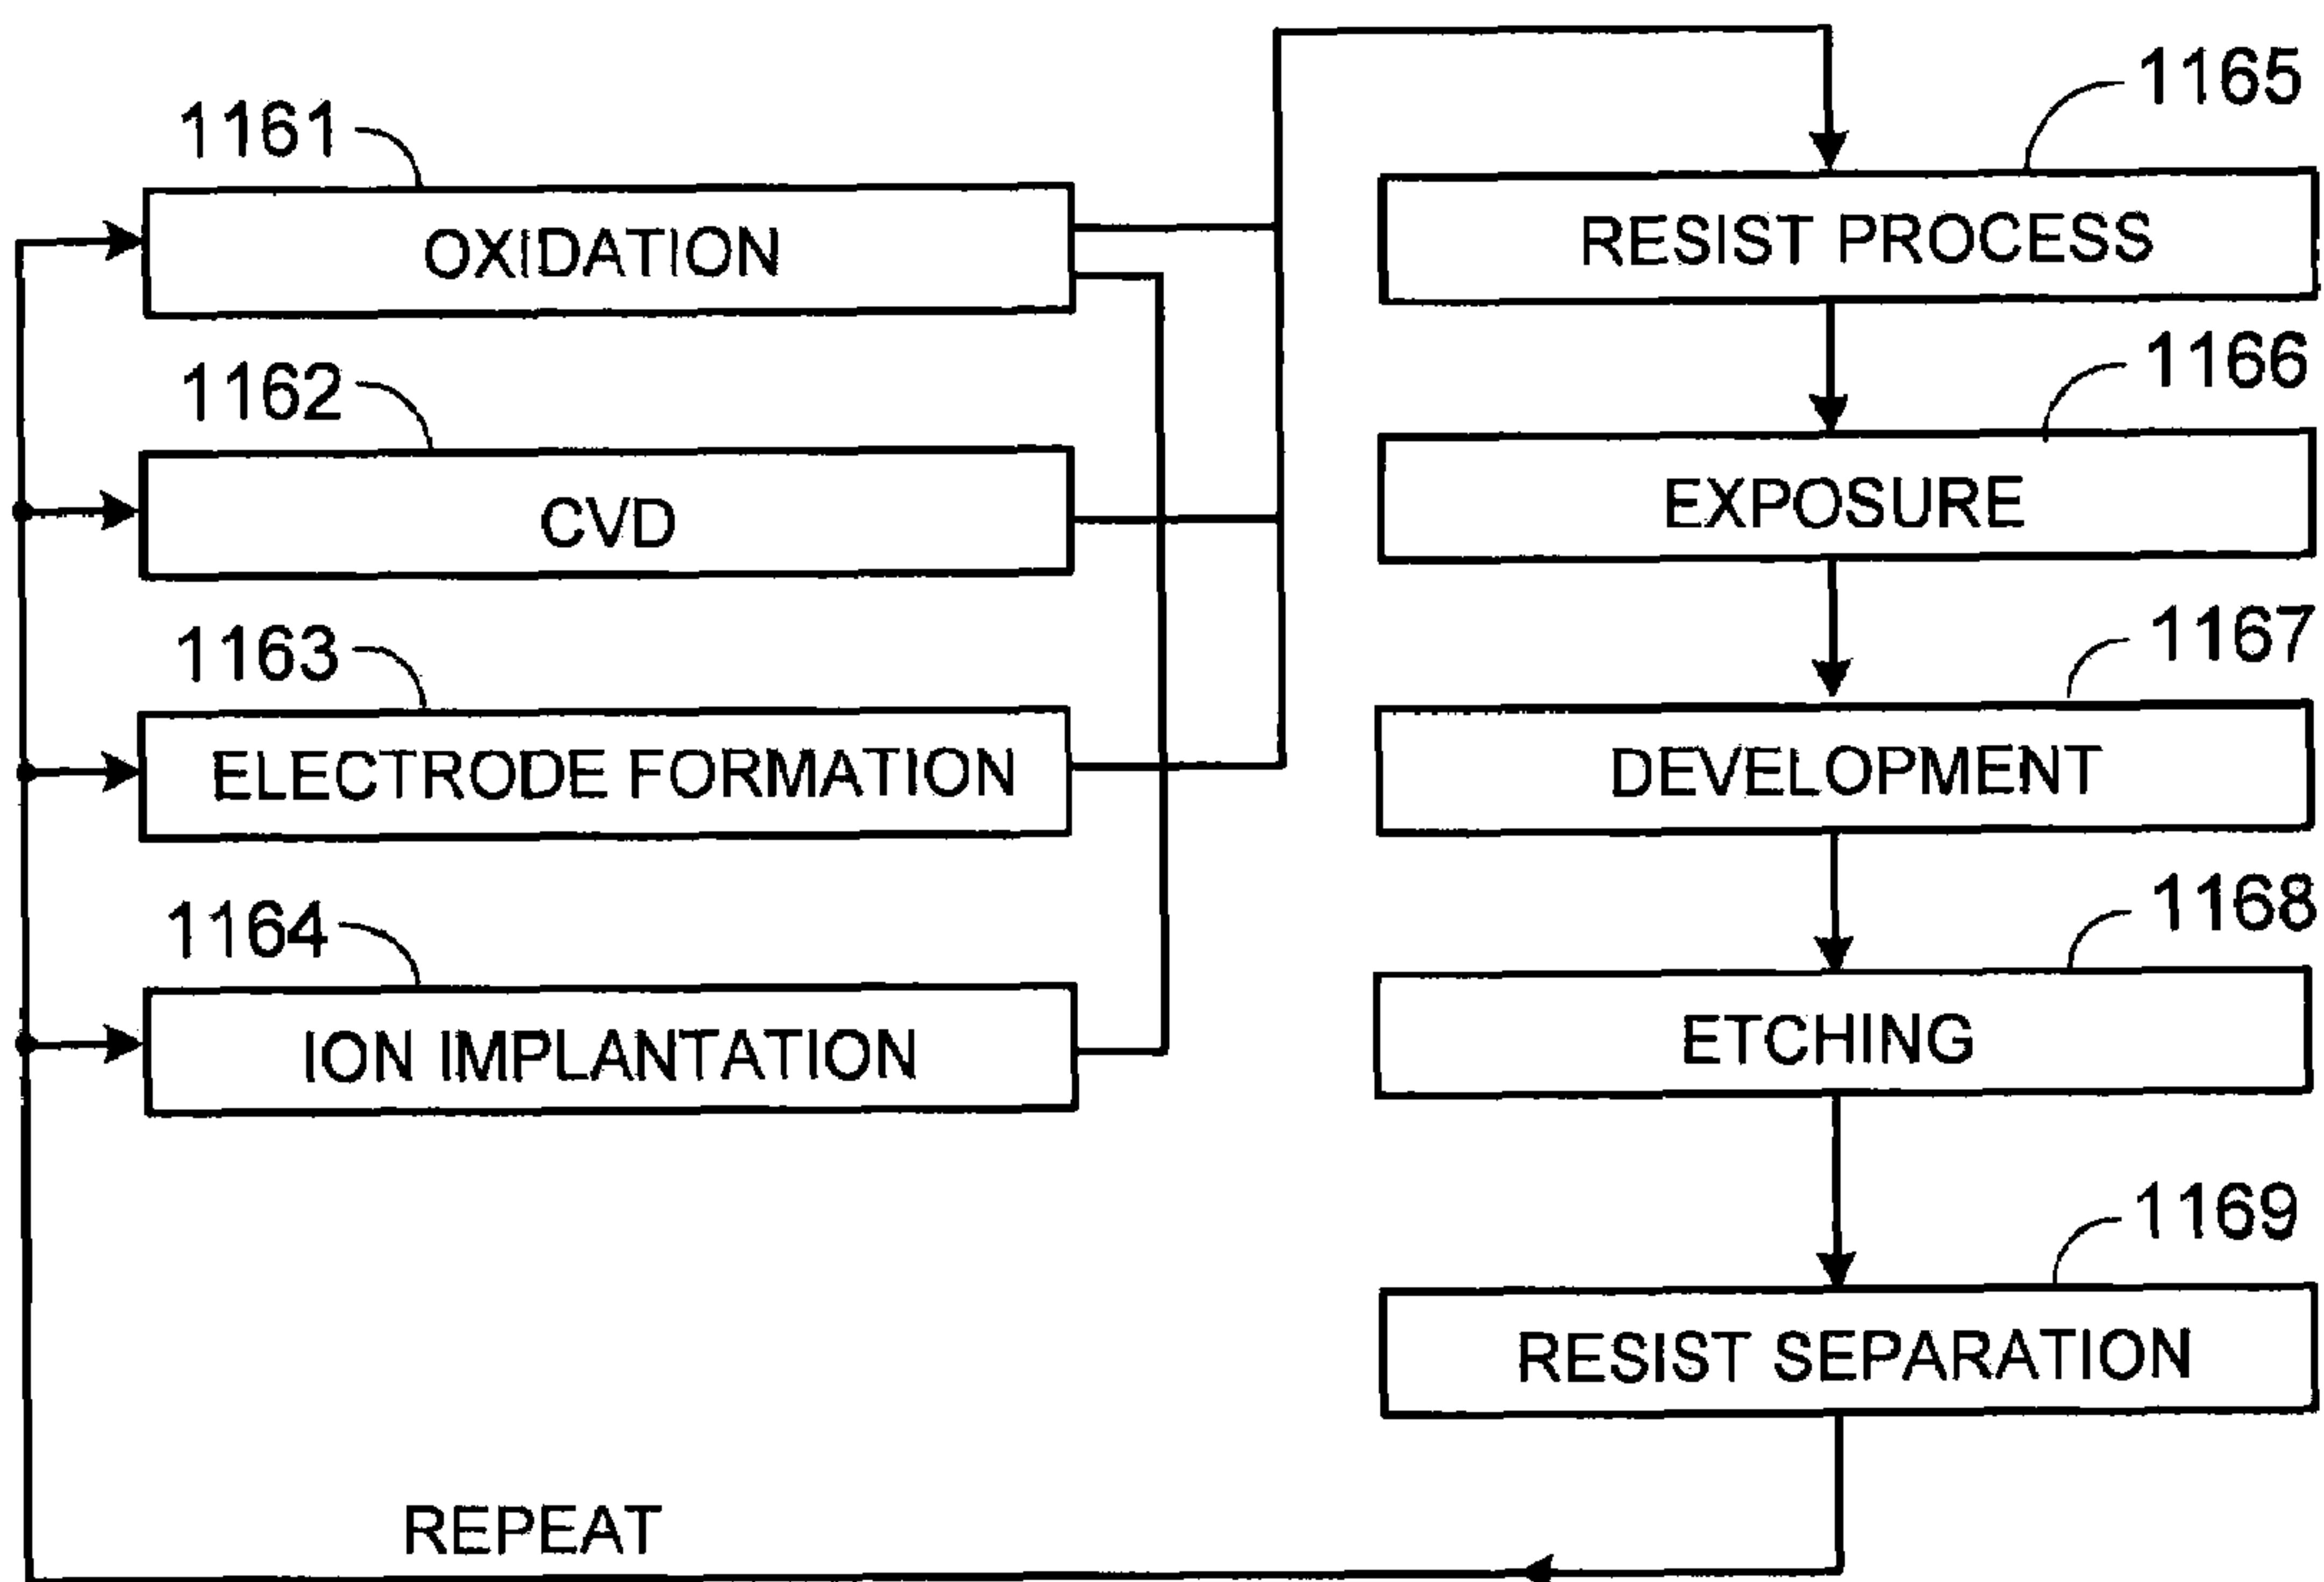 1161
OXIDATION
1162
CVD
1163
ELECTRODE FORMATION
1164
ION IMPLANTATION
1165
RESIST PROCESS
1166
EXPOSURE
1167
DEVELOPMENT
1168
ETCHING
1169
RESIST SEPARATION
REPEAT